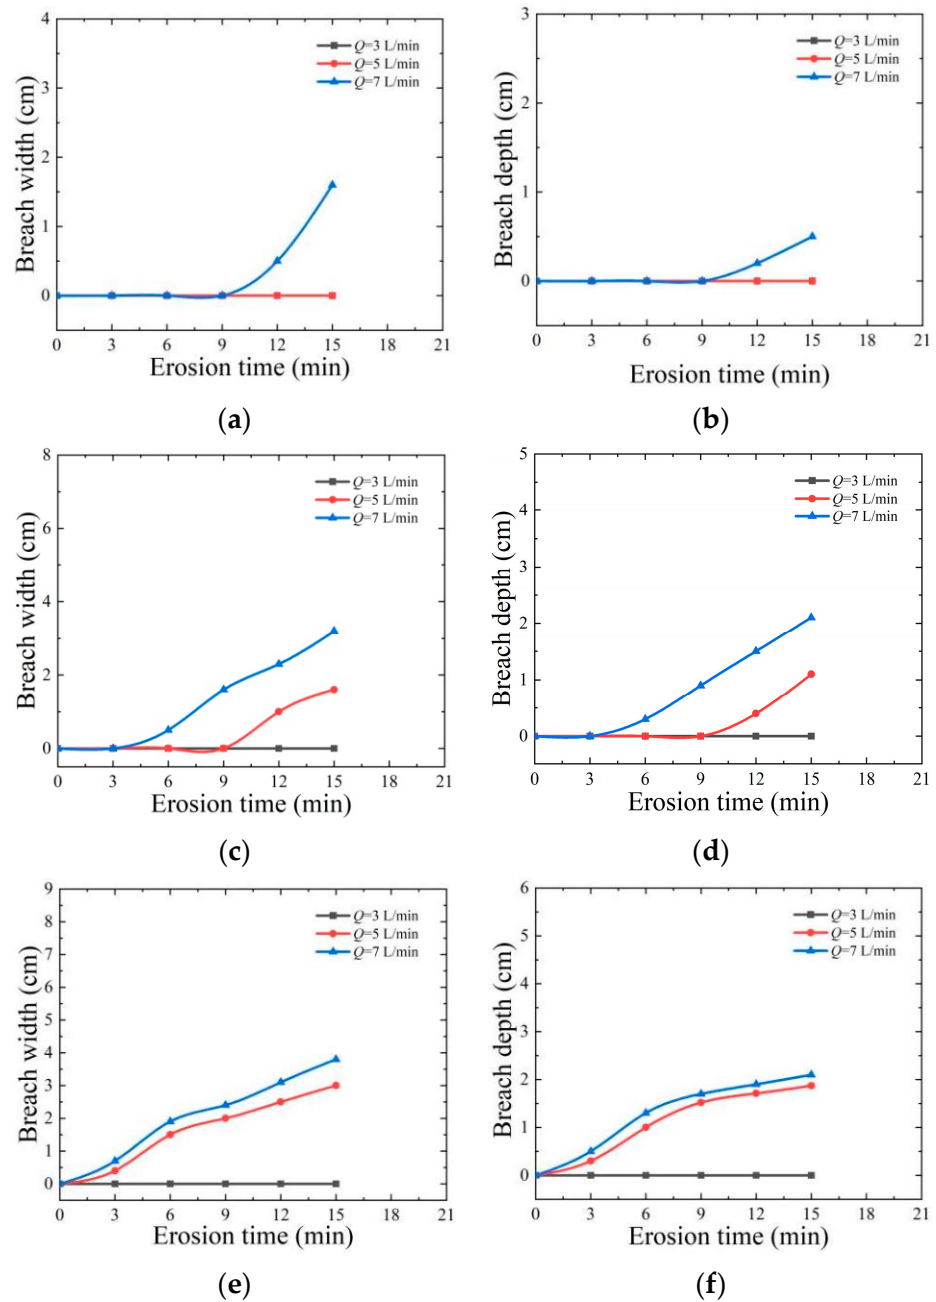 4
3
2
1
0
0 3 6 9 12 15 18 21
Breach width (cm)
Erosion time (min)
Q=3 L/min
Q=5 L/min
Q=7 L/min
(a)
3
2
1
0
0 3 6 9 12 15 18 21
Breach depth (cm)
Erosion time (min)
Q=3 L/min
Q=5 L/min
Q=7 L/min
(b)
8
6
4
2
0
0 3 6 9 12 15 18 21
Breach width (cm)
Erosion time (min)
Q=3 L/min
Q=5 L/min
Q=7 L/min
(c)
5
4
3
2
1
0
0 3 6 9 12 15 18 21
Breach depth (cm)
Erosion time (min)
Q=3 L/min
Q=5 L/min
Q=7 L/min
(d)
9
8
7
6
5
4
3
2
1
0
0 3 6 9 12 15 18 21
Breach width (cm)
Erosion time (min)
Q=3 L/min
Q=5 L/min
Q=7 L/min
(e)
6
5
4
3
2
1
0
0 3 6 9 12 15 18 21
Breach depth (cm)
Erosion time (min)
Q=3 L/min
Q=5 L/min
Q=7 L/min
(f)